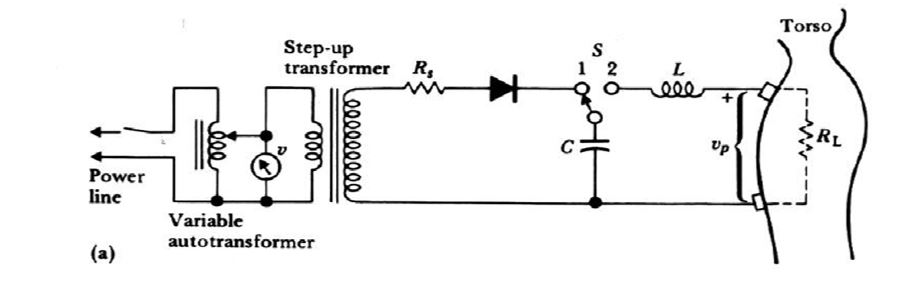 Torso
Step-up
transformer
R_s
S
1 2
L
+
v
C
v_p
R_L
Power
line
Variable
autotransformer
(a)